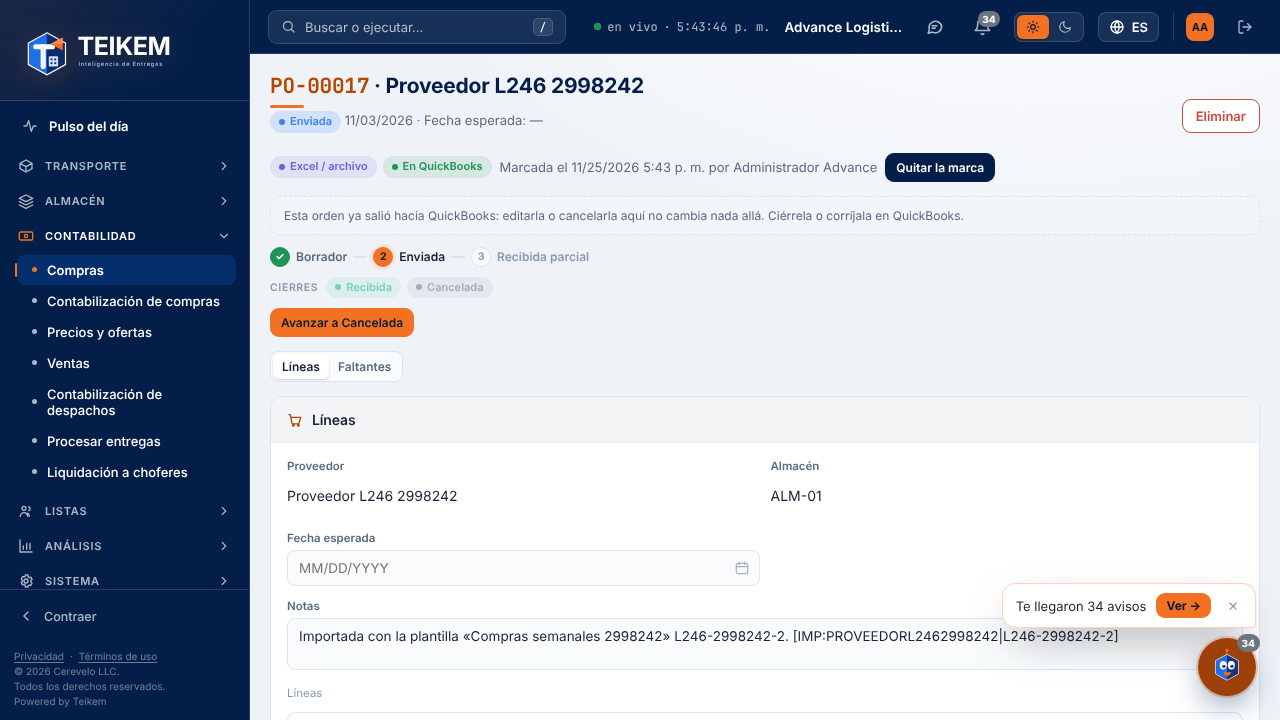 TEIKEM
Inteligencia de Entregas
Buscar o ejecutar...
/
en vivo · 5:43:46 p. m.
Advance Logisti...
34
ES
AA
Pulso del día
TRANSPORTE
ALMACÉN
CONTABILIDAD
Compras
Contabilización de compras
Precios y ofertas
Ventas
Contabilización de
despachos
Procesar entregas
Liquidación a choferes
LISTAS
ANÁLISIS
SISTEMA
Contraer
Privacidad · Términos de uso
© 2026 Cerevelo LLC.
Todos los derechos reservados.
Powered by Teikem
PO-00017 · Proveedor L246 2998242
Enviada 11/03/2026 · Fecha esperada: —
Eliminar
Excel / archivo En QuickBooks Marcada el 11/25/2026 5:43 p. m. por Administrador Advance Quitar la marca
Esta orden ya salió hacia QuickBooks: editarla o cancelarla aquí no cambia nada allá. Ciérrela o corríjala en QuickBooks.
Borrador 2 Enviada 3 Recibida parcial
CIERRES Recibida Cancelada
Avanzar a Cancelada
Líneas Faltantes
Líneas
Proveedor Almacén
Proveedor L246 2998242 ALM-01
Fecha esperada
MM/DD/YYYY
Notas
Importada con la plantilla «Compras semanales 2998242» L246-2998242-2. [IMP:PROVEEDORL2462998242|L246-2998242-2]
Líneas
Te llegaron 34 avisos Ver → ×
34